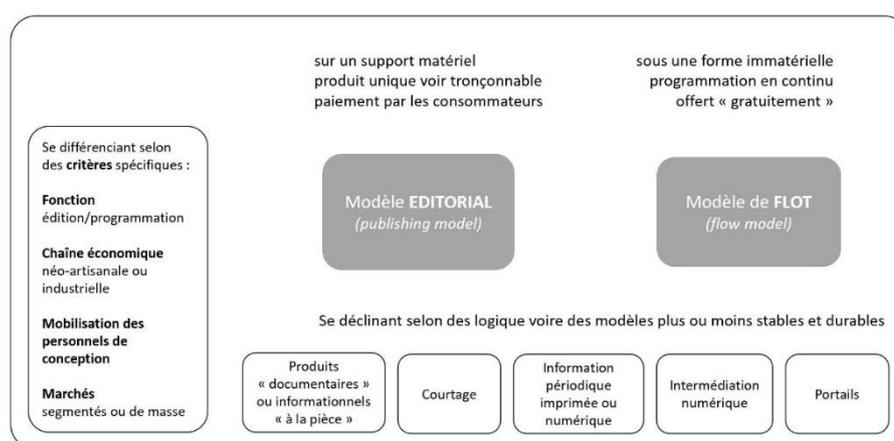 sur un support matériel
produit unique voir tronçonnable
paiement par les consommateurs
sous une forme immatérielle
programmation en continu
offert « gratuitement »
Se différenciant selon
des critères spécifiques :
Fonction
édition/programmation
Chaîne économique
néo-artisanale ou
industrielle
Mobilisation des
personnels de
conception
Marchés
segmentés ou de masse
Modèle EDITORIAL
(publishing model)
Modèle de FLOT
(flow model)
Se déclinant selon des logique voire des modèles plus ou moins stables et durables
Produits
« documentaires »
ou informationnels
« à la pièce »
Courtage
Information
périodique
imprimée ou
numérique
Intermédiation
numérique
Portails